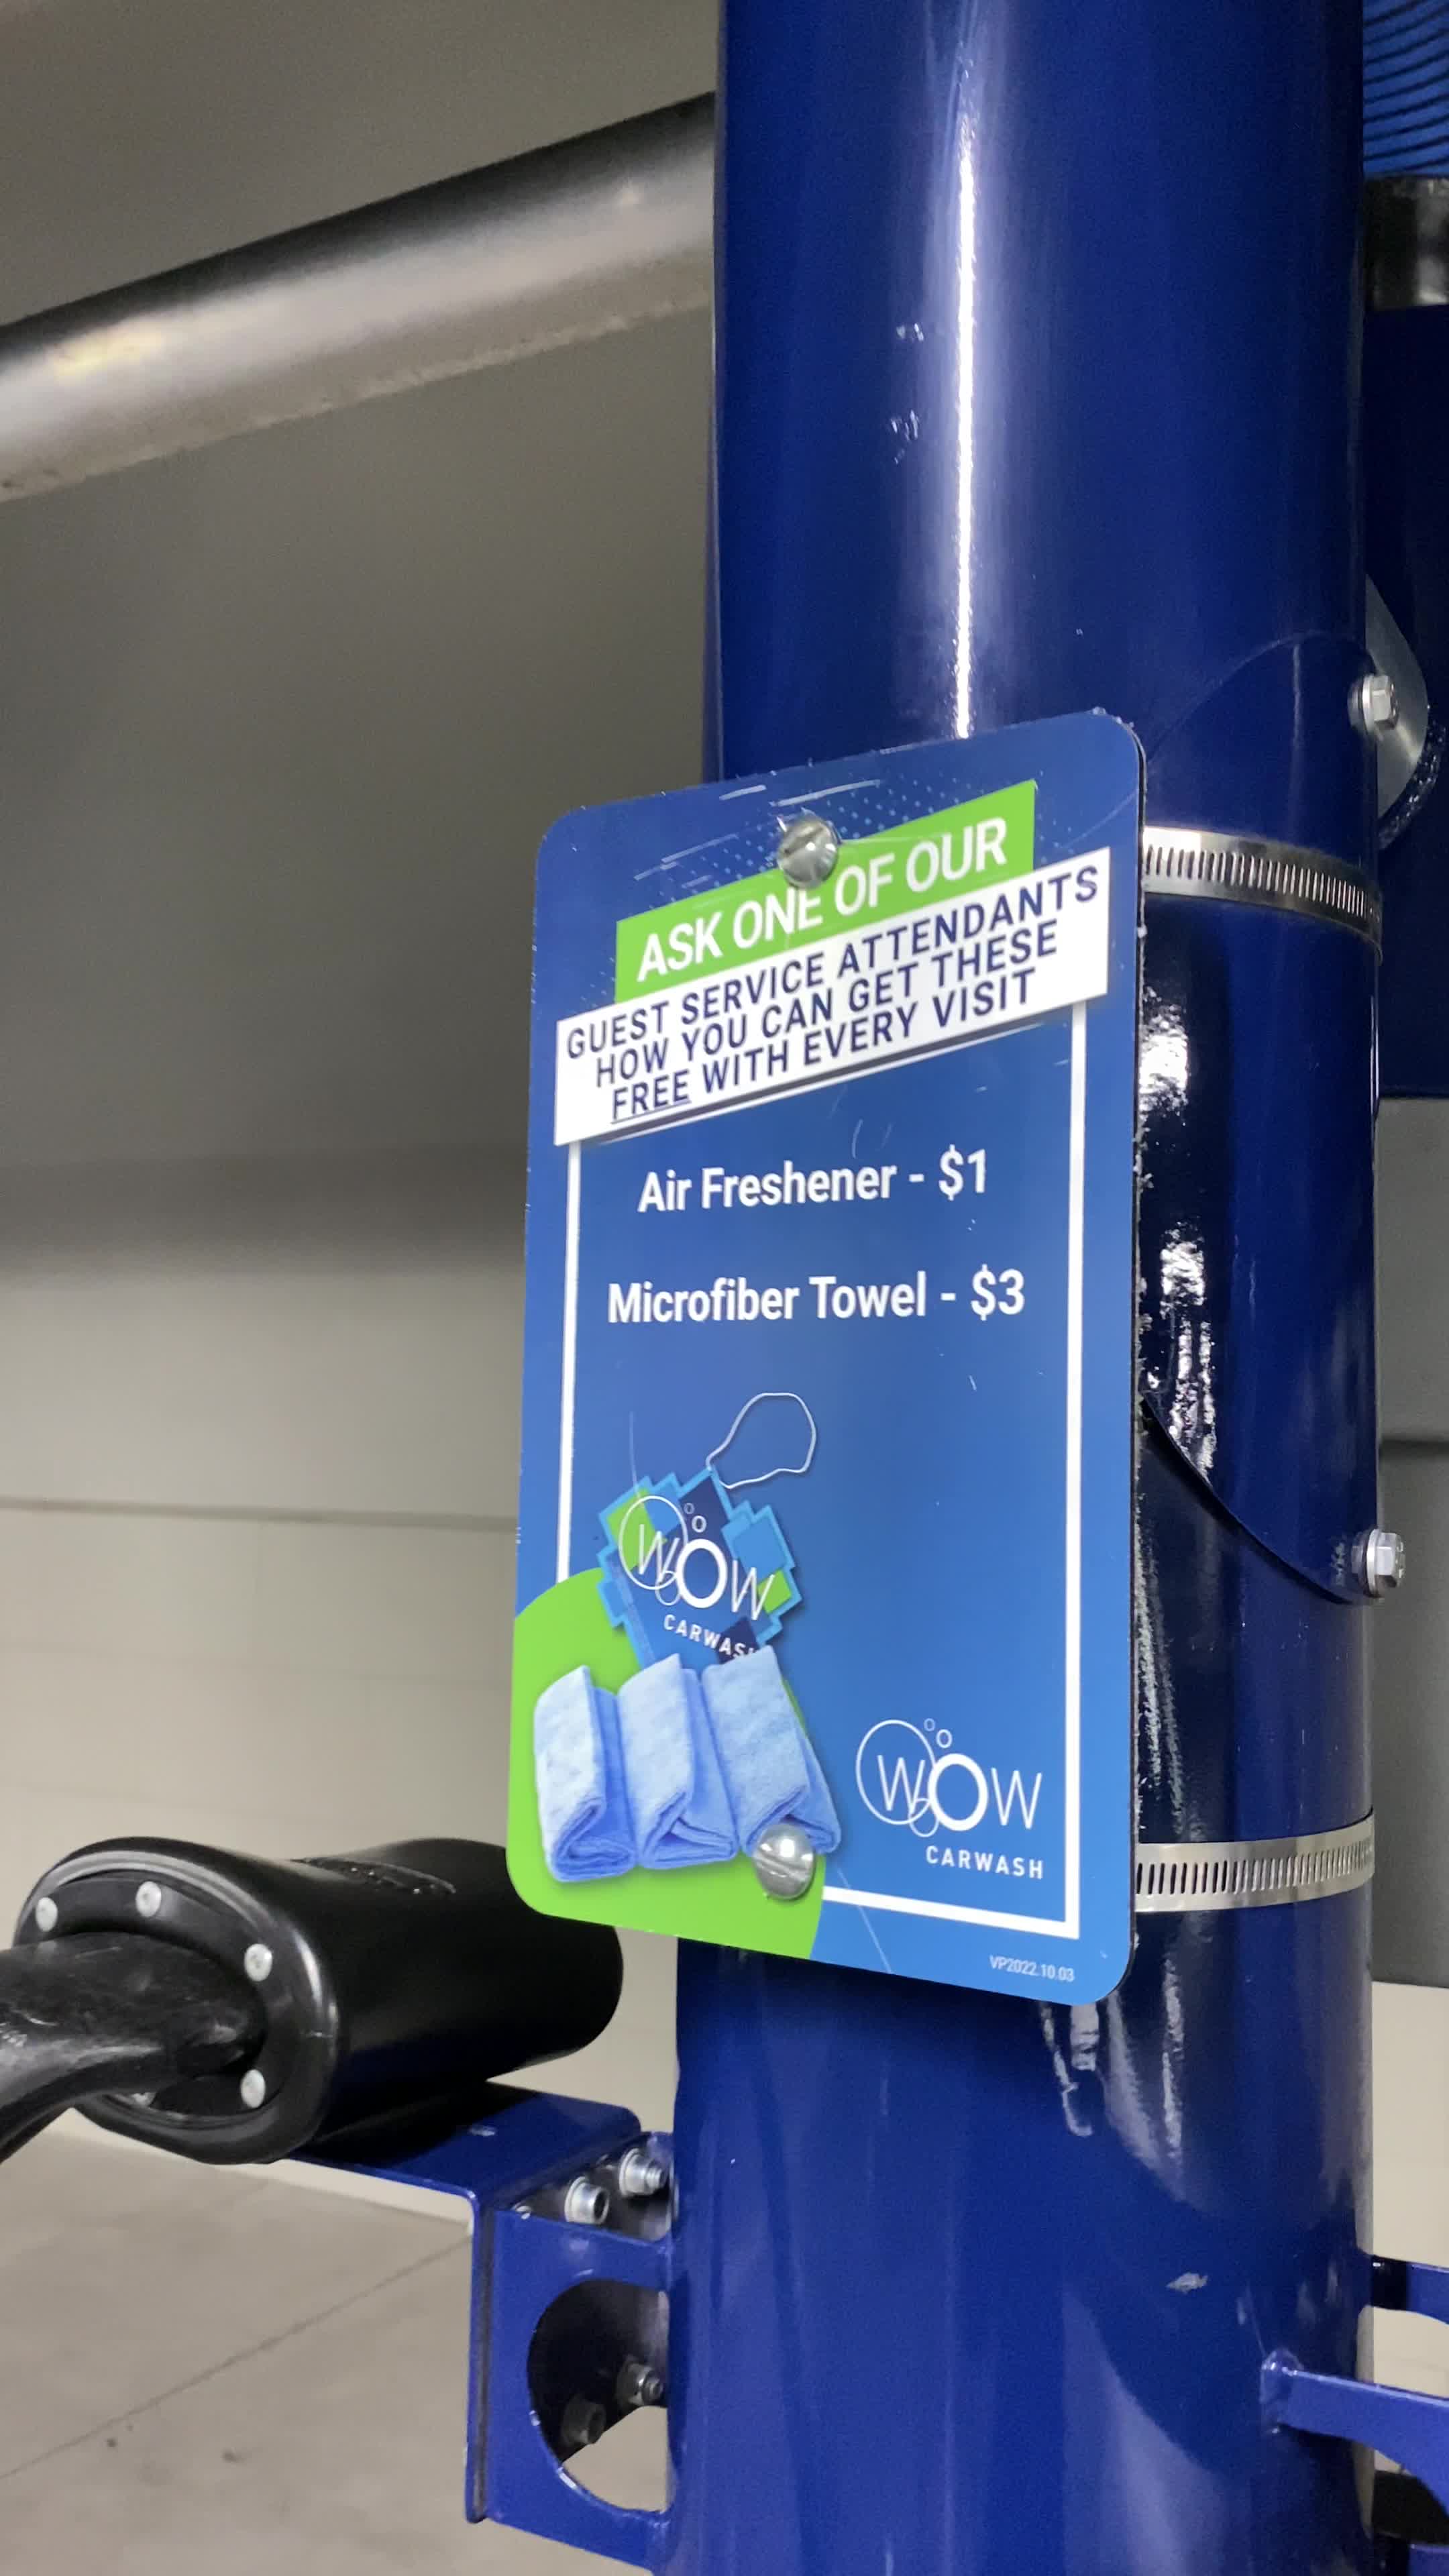 ASK ONE OF OUR
GUEST SERVICE ATTENDANTS
HOW YOU CAN GET THESE
FREE WITH EVERY VISIT
Air Freshener - $1
Microfiber Towel - $3
WOW
CARWASH
WOW
CARWASH
VP2022.10.03